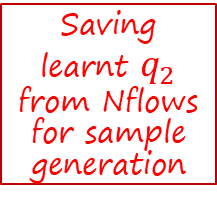 Saving
learnt q₂
from Nflows
for sample
generation